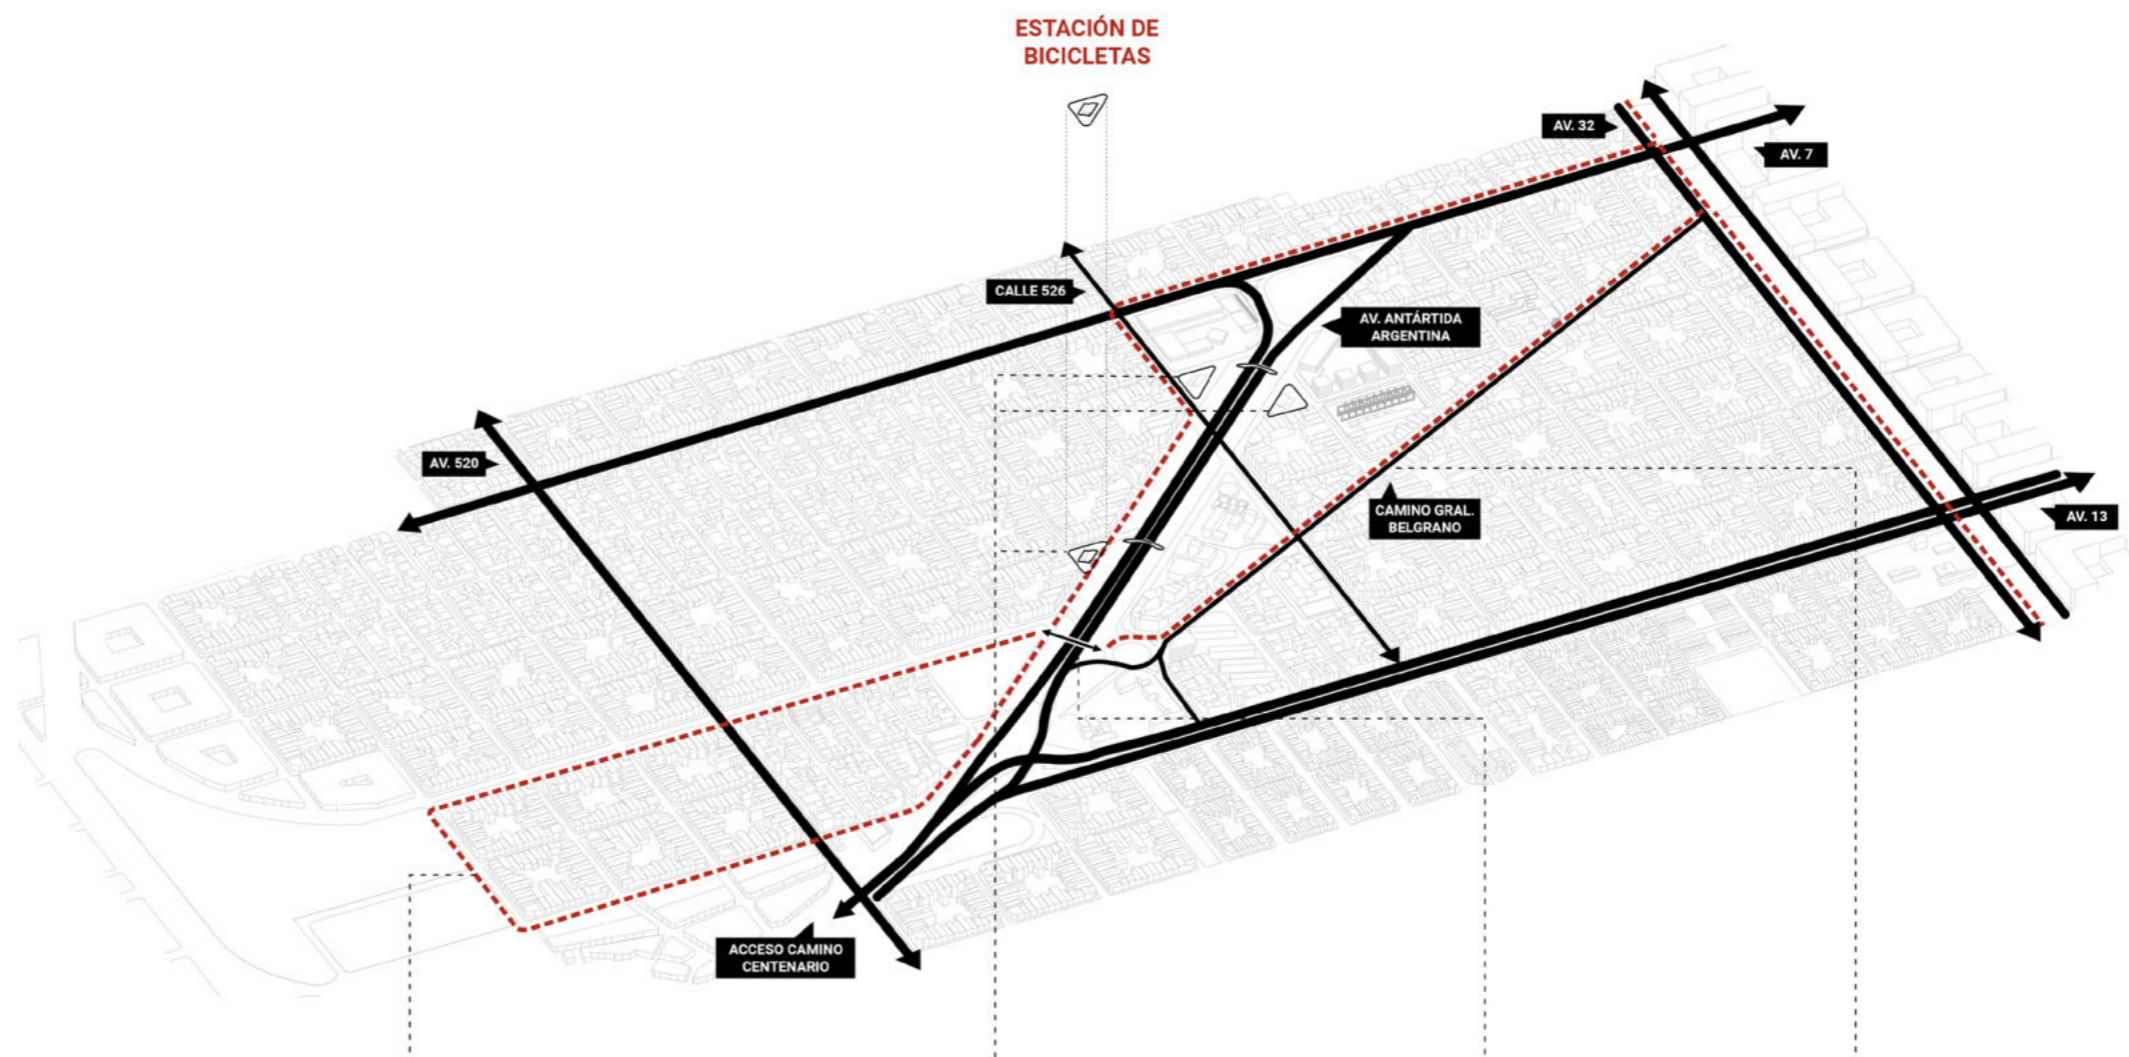 ESTACIÓN DE
BICICLETAS
AV. 32
AV. 7
CALLE 526
AV. ANTÁRTIDA
ARGENTINA
AV. 520
CAMINO GRAL.
BELGRANO
AV. 13
ACCESO CAMINO
CENTENARIO